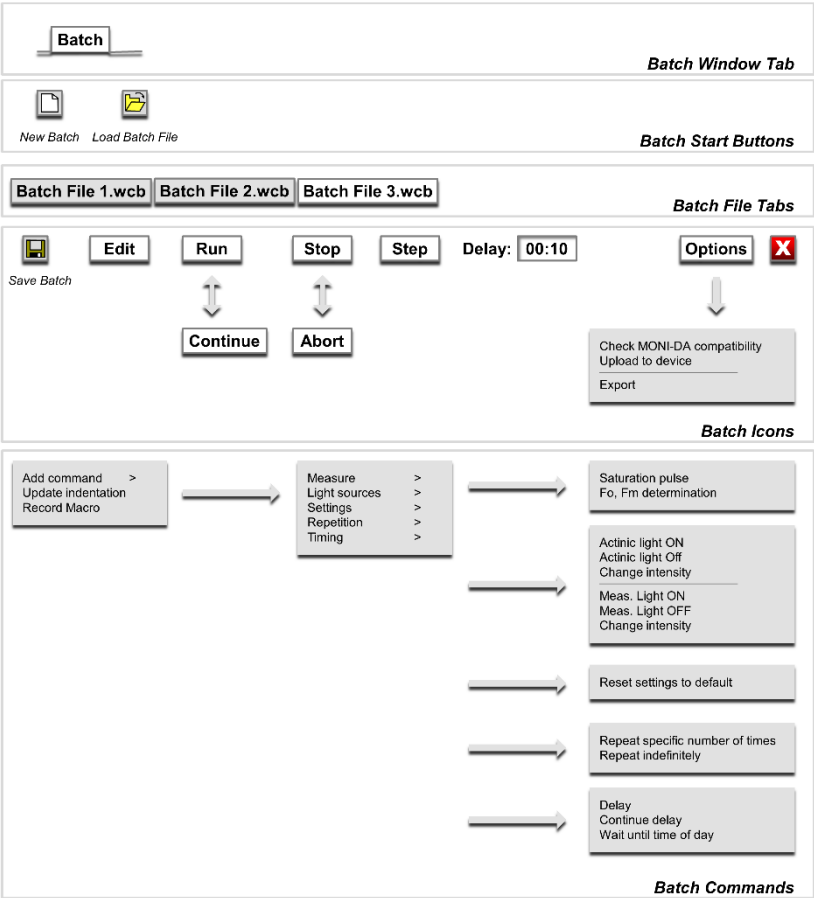 Batch
Batch Window Tab
New Batch
Load Batch File
Batch Start Buttons
Batch File 1.wcb
Batch File 2.wcb
Batch File 3.wcb
Batch File Tabs
Save Batch
Edit
Run
Stop
Step
Delay: 00:10
Options
X
Continue
Abort
Check MONI-DA compatibility
Upload to device
Export
Batch Icons
Add command >
Update indentation
Record Macro
Measure >
Light sources >
Settings >
Repetition >
Timing >
Saturation pulse
Fo, Fm determination
Actinic light ON
Actinic light Off
Change intensity
Meas. Light ON
Meas. Light OFF
Change intensity
Reset settings to default
Repeat specific number of times
Repeat indefinitely
Delay
Continue delay
Wait until time of day
Batch Commands